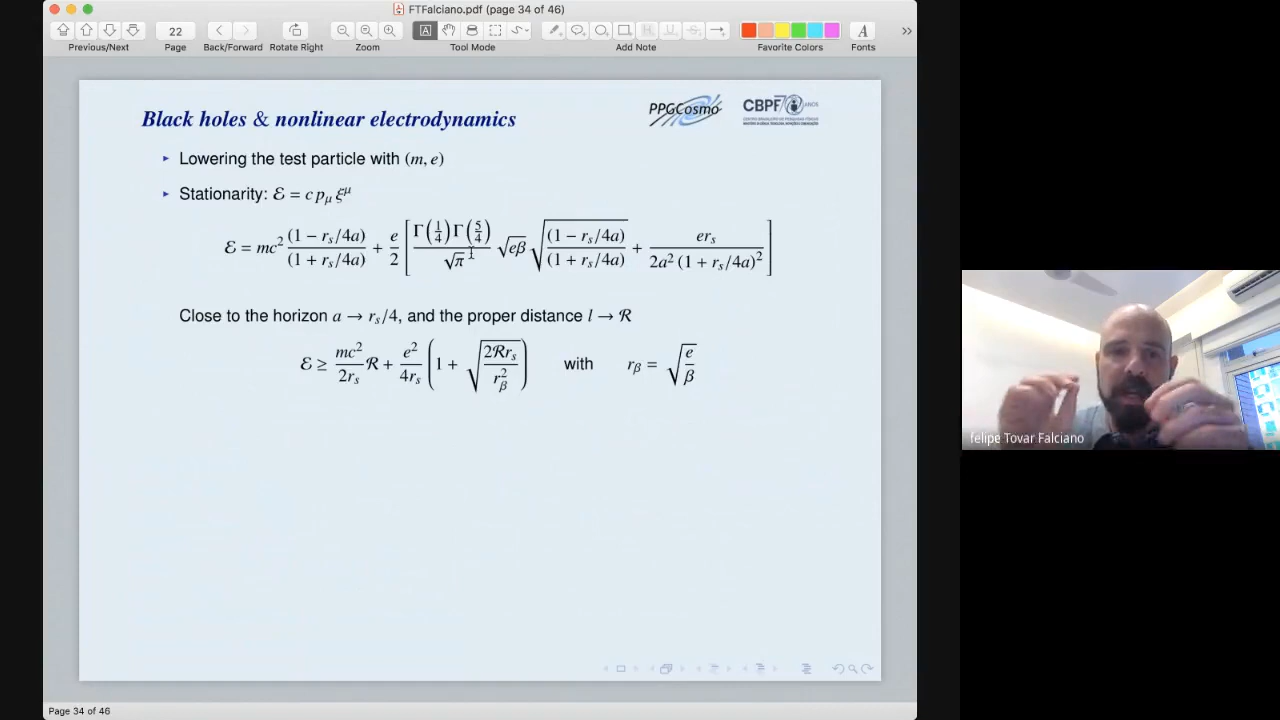 FTFalciano.pdf (page 34 of 46)
22
Previous/Next Page Back/Forward Rotate Right Zoom Tool Mode Add Note Favorite Colors Fonts
Black holes & nonlinear electrodynamics
PPGCosmo
CBPF
▸ Lowering the test particle with (m, e)
▸ Stationarity: ℰ = c p_μ ξ^μ
ℰ = mc² (1 − r_s/4a)/(1 + r_s/4a) + e/2 [ Γ(1/4)Γ(5/4)/√π √(eβ) √((1 − r_s/4a)/(1 + r_s/4a)) + er_s/(2a² (1 + r_s/4a)²) ]
Close to the horizon a → r_s/4, and the proper distance l → ℛ
ℰ ≥ mc²/2r_s ℛ + e²/4r_s (1 + √(2ℛr_s/r_β²)) with r_β = √(e/β)
felipe Tovar Falciano
Page 34 of 46